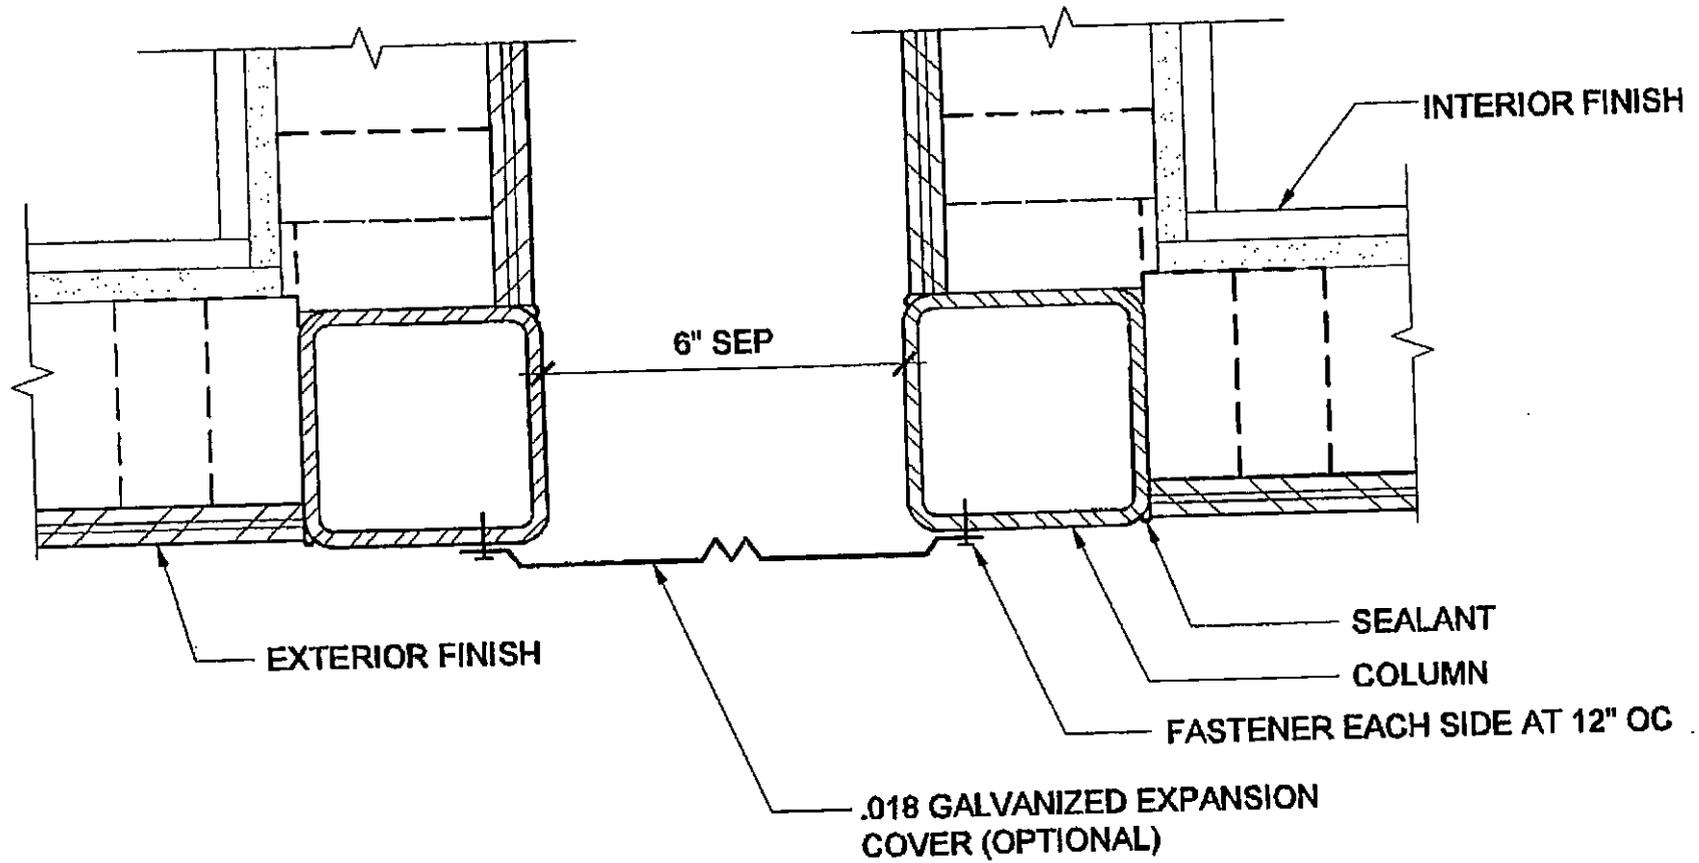 INTERIOR FINISH
6" SEP
SEALANT
EXTERIOR FINISH
COLUMN
FASTENER EACH SIDE AT 12" OC
.018 GALVANIZED EXPANSION
COVER (OPTIONAL)